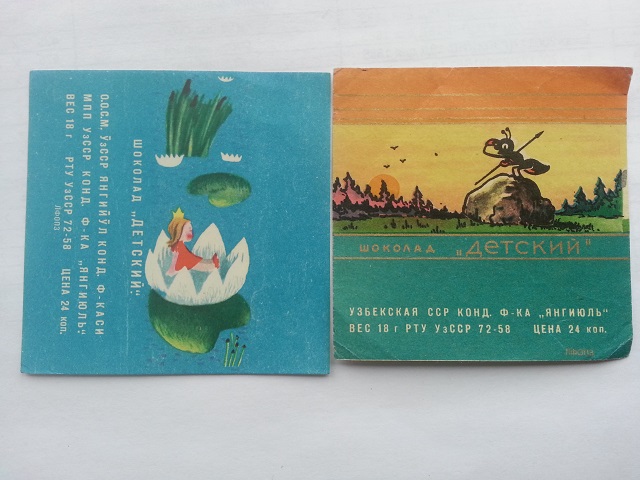 ШОКОЛАД „ДЕТСКИЙ“
О.О.С.М. ЎзССР ЯНГИЙЎЛ КОНД. Ф-КАСИ
МПП УзССР КОНД. Ф-КА „ЯНГИЮЛЬ“
ВЕС 18 г РТУ УзССР 72-58 ЦЕНА 24 коп.
ШОКОЛАД „ДЕТСКИЙ“
УЗБЕКСКАЯ ССР КОНД. Ф-КА „ЯНГИЮЛЬ“
ВЕС 18 г РТУ УзССР 72-58 ЦЕНА 24 коп.